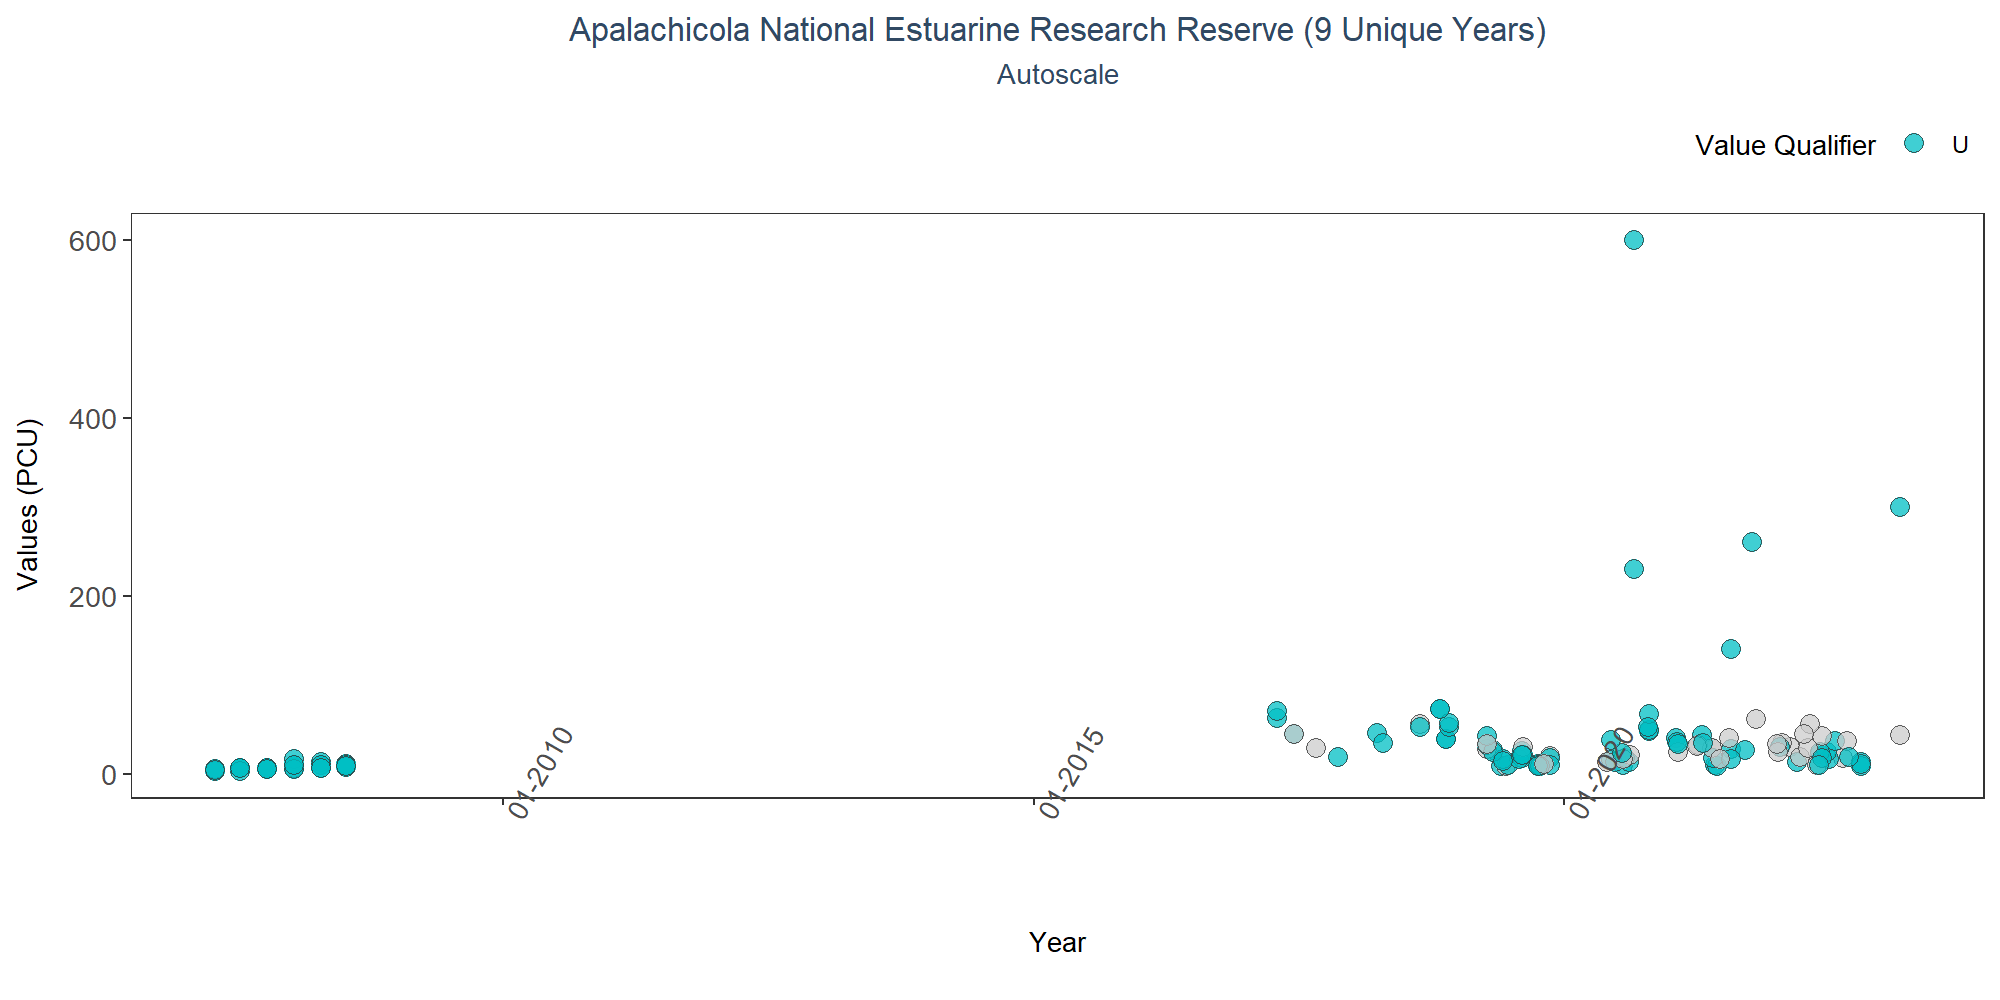 Apalachicola National Estuarine Research Reserve (9 Unique Years)
Autoscale
Value Qualifier U
Values (PCU)
600
400
200
0
01-2010
01-2015
01-2020
Year